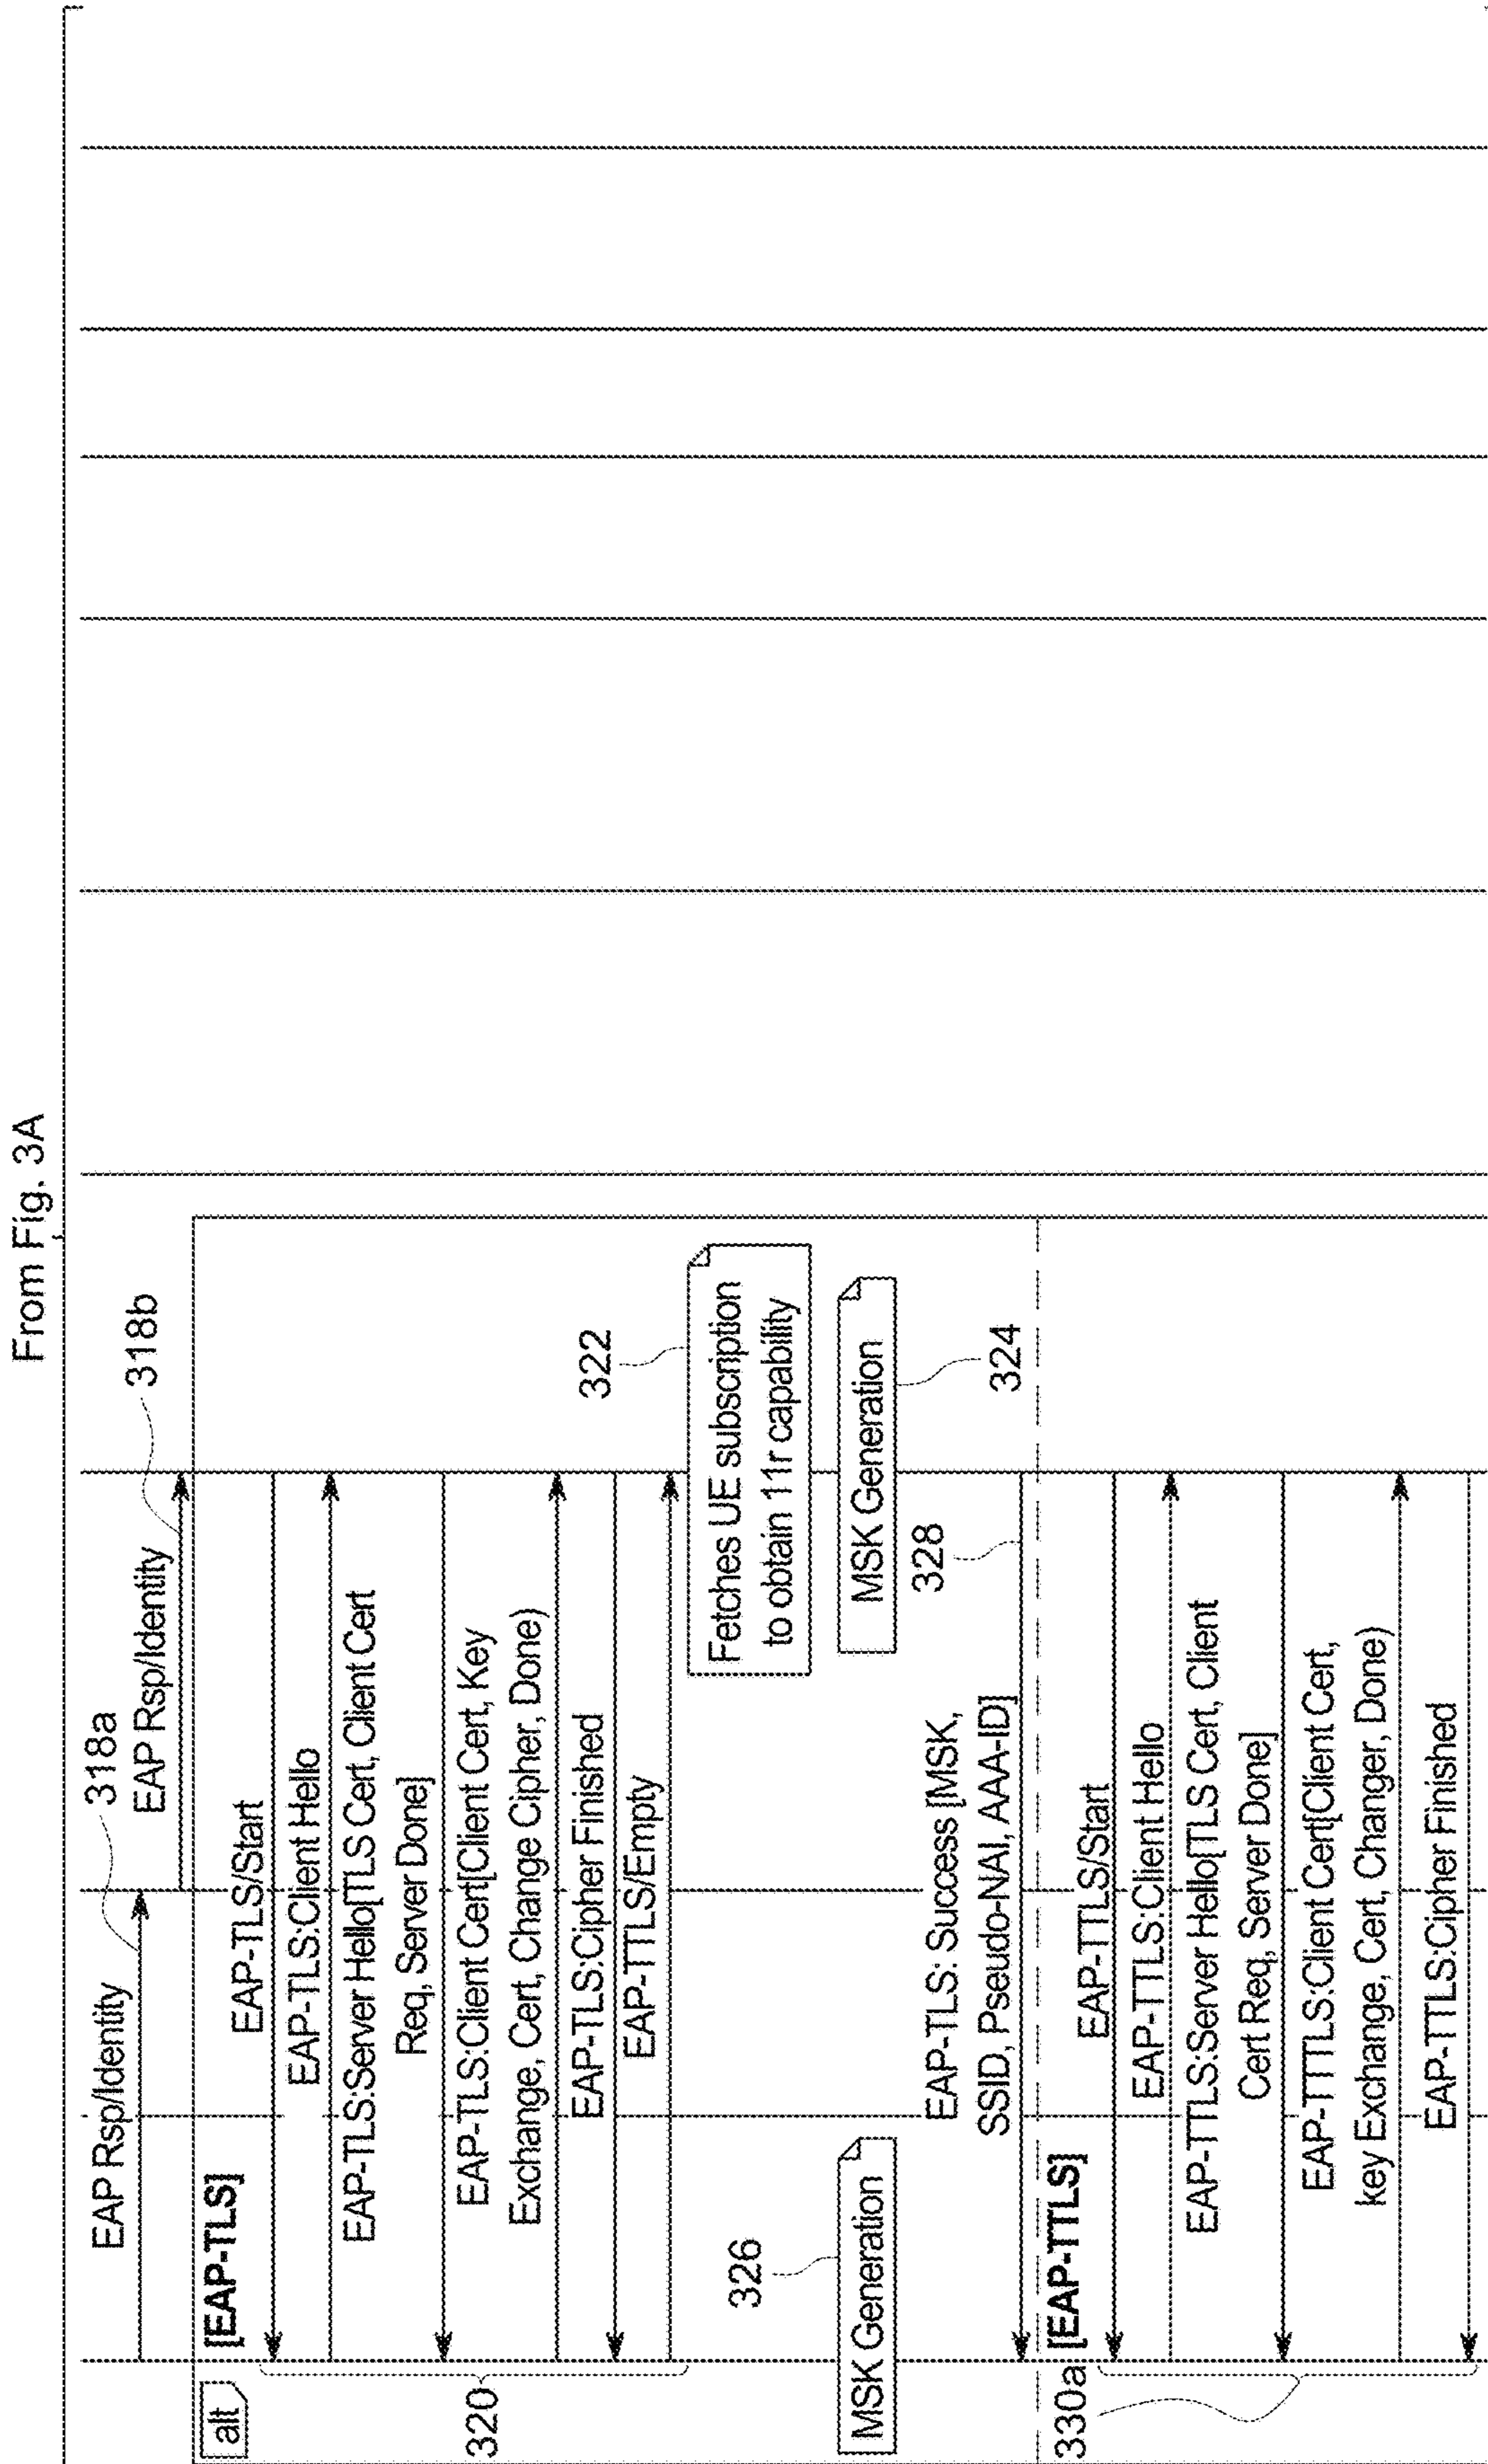 From Fig. 3A
318a
318b
EAP Rsp/Identity
EAP Rsp/Identity
alt
[EAP-TLS]
EAP-TLS/Start
EAP-TLS:Client Hello
EAP-TLS:Server Hello[TLS Cert, Client Cert
Req, Server Done]
EAP-TLS:Client Cert[Client Cert, Key
Exchange, Cert, Change Cipher, Done)
EAP-TLS:Cipher Finished
EAP-TTLS/Empty
320
322
Fetches UE subscription
to obtain 11r capability
326
MSK Generation
MSK Generation
324
328
EAP-TLS: Success [MSK,
SSID, Pseudo-NAI, AAA-ID]
330a
[EAP-TTLS]
EAP-TTLS/Start
EAP-TTLS:Client Hello
EAP-TTLS:Server Hello[TLS Cert, Client
Cert Req, Server Done]
EAP-TTTLS:Client Cert[Client Cert,
key Exchange, Cert, Changer, Done)
EAP-TTLS:Cipher Finished